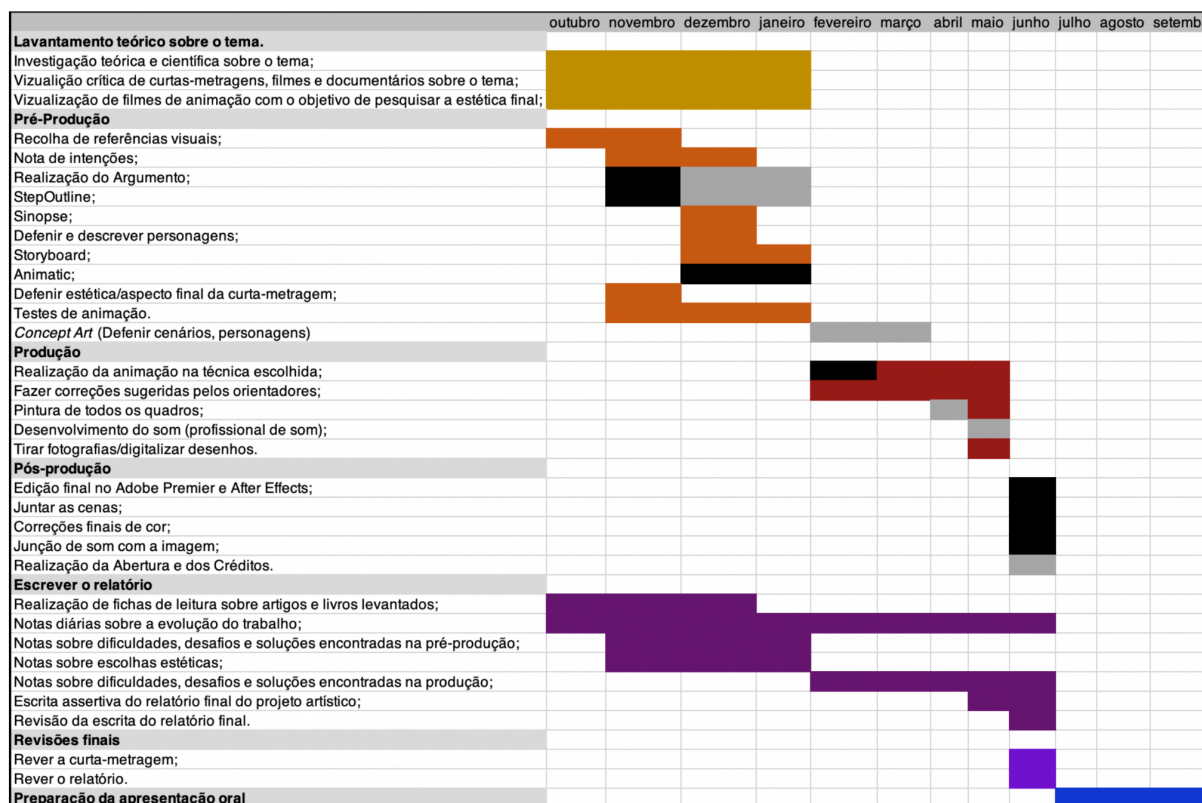 outubro novembro dezembro janeiro fevereiro março abril maio junho julho agosto setemb
Lavantamento teórico sobre o tema.
Investigação teórica e científica sobre o tema;
Vizualição crítica de curtas-metragens, filmes e documentários sobre o tema;
Vizualização de filmes de animação com o objetivo de pesquisar a estética final;
Pré-Produção
Recolha de referências visuais;
Nota de intenções;
Realização do Argumento;
StepOutline;
Sinopse;
Defenir e descrever personagens;
Storyboard;
Animatic;
Defenir estética/aspecto final da curta-metragem;
Testes de animação.
Concept Art (Defenir cenários, personagens)
Produção
Realização da animação na técnica escolhida;
Fazer correções sugeridas pelos orientadores;
Pintura de todos os quadros;
Desenvolvimento do som (profissional de som);
Tirar fotografias/digitalizar desenhos.
Pós-produção
Edição final no Adobe Premier e After Effects;
Juntar as cenas;
Correções finais de cor;
Junção de som com a imagem;
Realização da Abertura e dos Créditos.
Escrever o relatório
Realização de fichas de leitura sobre artigos e livros levantados;
Notas diárias sobre a evolução do trabalho;
Notas sobre dificuldades, desafios e soluções encontradas na pré-produção;
Notas sobre escolhas estéticas;
Notas sobre dificuldades, desafios e soluções encontradas na produção;
Escrita assertiva do relatório final do projeto artístico;
Revisão da escrita do relatório final.
Revisões finais
Rever a curta-metragem;
Rever o relatório.
Preparação da apresentação oral